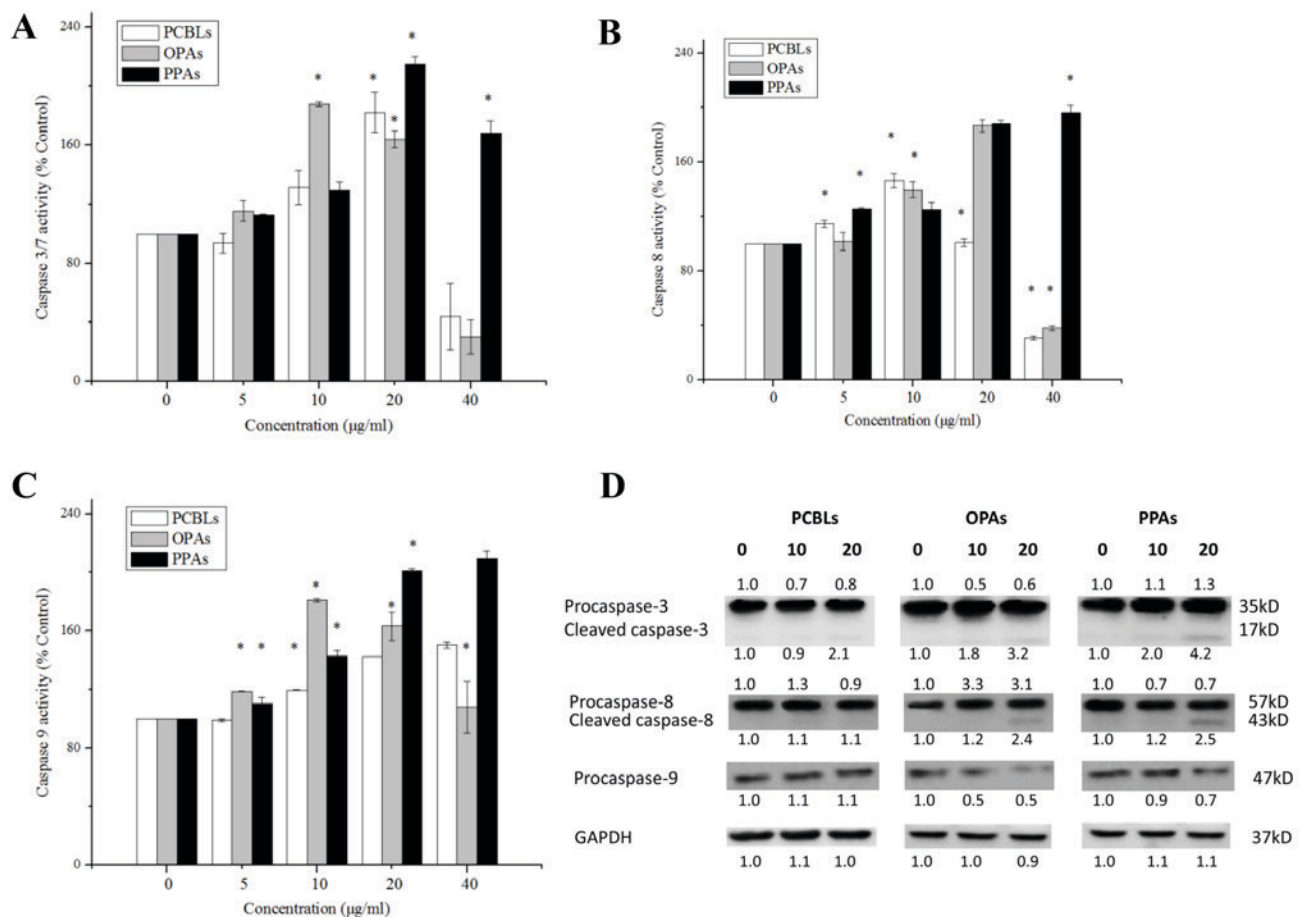 A
240
160
80
0
Caspase 3/7 activity (% Control)
PCBLs
OPAs
PPAs
* * * * *
0 5 10 20 40
Concentration (μg/ml)
B
240
160
80
0
Caspase 8 activity (% Control)
PCBLs
OPAs
PPAs
* * * * * * * *
0 5 10 20 40
Concentration (μg/ml)
C
240
160
80
0
Caspase 9 activity (% Control)
PCBLs
OPAs
PPAs
* * * * * * * *
0 5 10 20 40
Concentration (μg/ml)
D
PCBLs OPAs PPAs
0 10 20 0 10 20 0 10 20
1.0 0.7 0.8 1.0 0.5 0.6 1.0 1.1 1.3
Procaspase-3 35kD
Cleaved caspase-3 17kD
1.0 0.9 2.1 1.0 1.8 3.2 1.0 2.0 4.2
1.0 1.3 0.9 1.0 3.3 3.1 1.0 0.7 0.7
Procaspase-8 57kD
Cleaved caspase-8 43kD
1.0 1.1 1.1 1.0 1.2 2.4 1.0 1.2 2.5
Procaspase-9 47kD
1.0 1.1 1.1 1.0 0.5 0.5 1.0 0.9 0.7
GAPDH 37kD
1.0 1.1 1.0 1.0 1.0 0.9 1.0 1.1 1.1